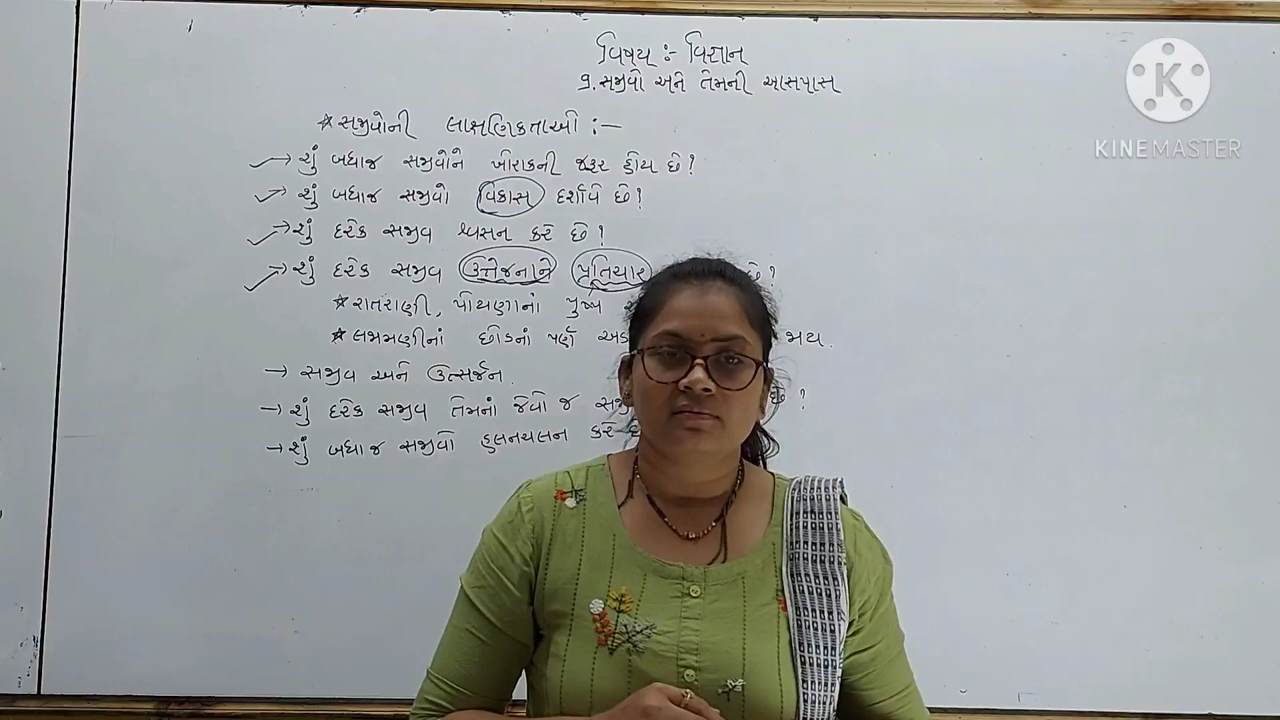 વિષય :- વિજ્ઞાન
9. સજીવો અને તેમની આસપાસ
KINEMASTER
* સજીવોની લાક્ષણિકતાઓ :-
→ શું બધાજ સજીવોને ખોરાકની જરૂર હોય છે?
→ શું બધાજ સજીવો વિકાસ દર્શાવે છે?
→ શું દરેક સજીવ શ્વસન કરે છે?
→ શું દરેક સજીવ ઉત્તેજનાને પ્રતિચાર છે?
* રાતરાણી, પોયણાનાં પુષ્પ
* લજામણીનાં છોડનાં પર્ણ જાય.
→ સજીવ અને ઉત્સર્જન.
→ શું દરેક સજીવ તેમનાં જેવો જ છે?
→ શું બધાજ સજીવો હલનચલન કરે